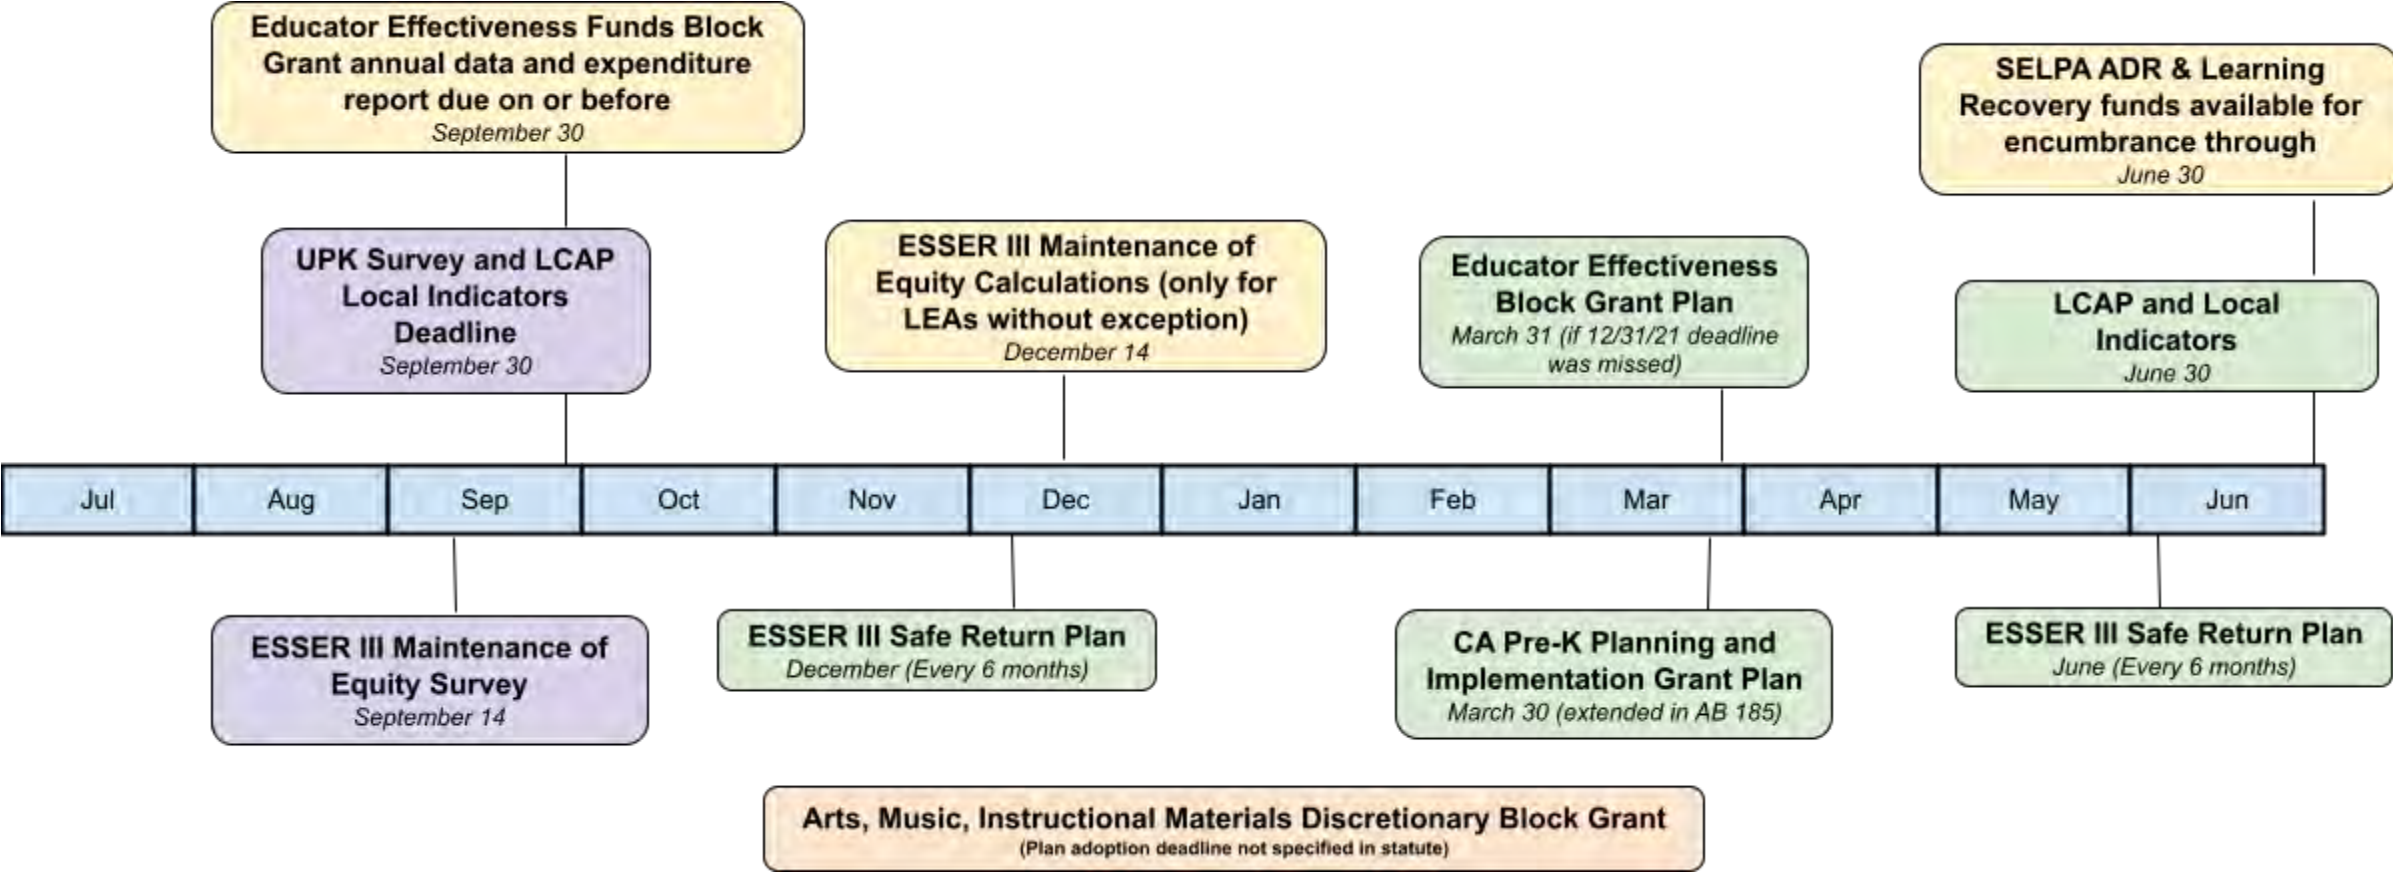 Educator Effectiveness Funds Block
Grant annual data and expenditure
report due on or before
September 30
SELPA ADR & Learning
Recovery funds available for
encumbrance through
June 30
UPK Survey and LCAP
Local Indicators
Deadline
September 30
ESSER III Maintenance of
Equity Calculations (only for
LEAs without exception)
December 14
Educator Effectiveness
Block Grant Plan
March 31 (if 12/31/21 deadline
was missed)
LCAP and Local
Indicators
June 30
Jul Aug Sep Oct Nov Dec Jan Feb Mar Apr May Jun
ESSER III Maintenance of
Equity Survey
September 14
ESSER III Safe Return Plan
December (Every 6 months)
CA Pre-K Planning and
Implementation Grant Plan
March 30 (extended in AB 185)
ESSER III Safe Return Plan
June (Every 6 months)
Arts, Music, Instructional Materials Discretionary Block Grant
(Plan adoption deadline not specified in statute)